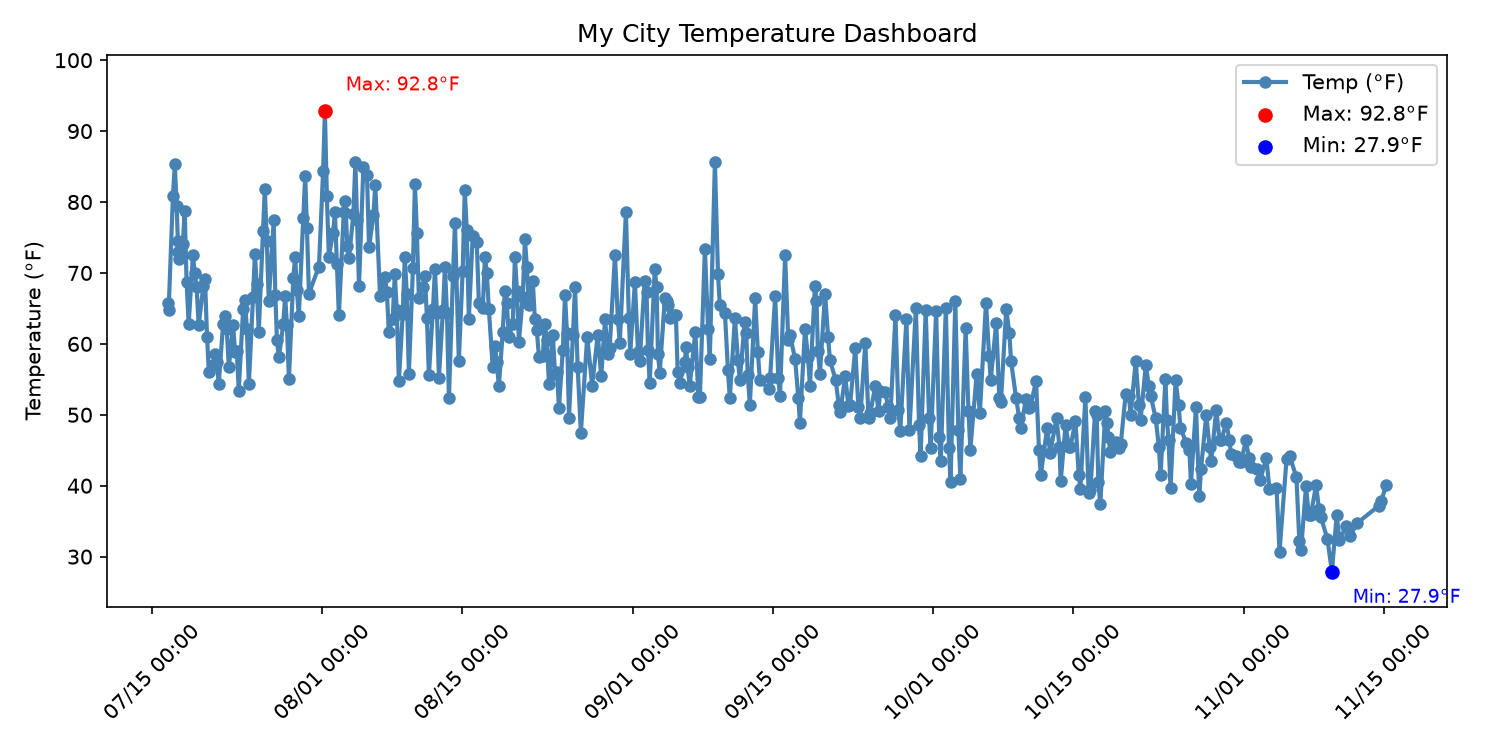 My City Temperature Dashboard
Temperature (°F)
100
90
80
70
60
50
40
30
Max: 92.8°F
Temp (°F)
Max: 92.8°F
Min: 27.9°F
Min: 27.9°F
07/15 00:00
08/01 00:00
08/15 00:00
09/01 00:00
09/15 00:00
10/01 00:00
10/15 00:00
11/01 00:00
11/15 00:00